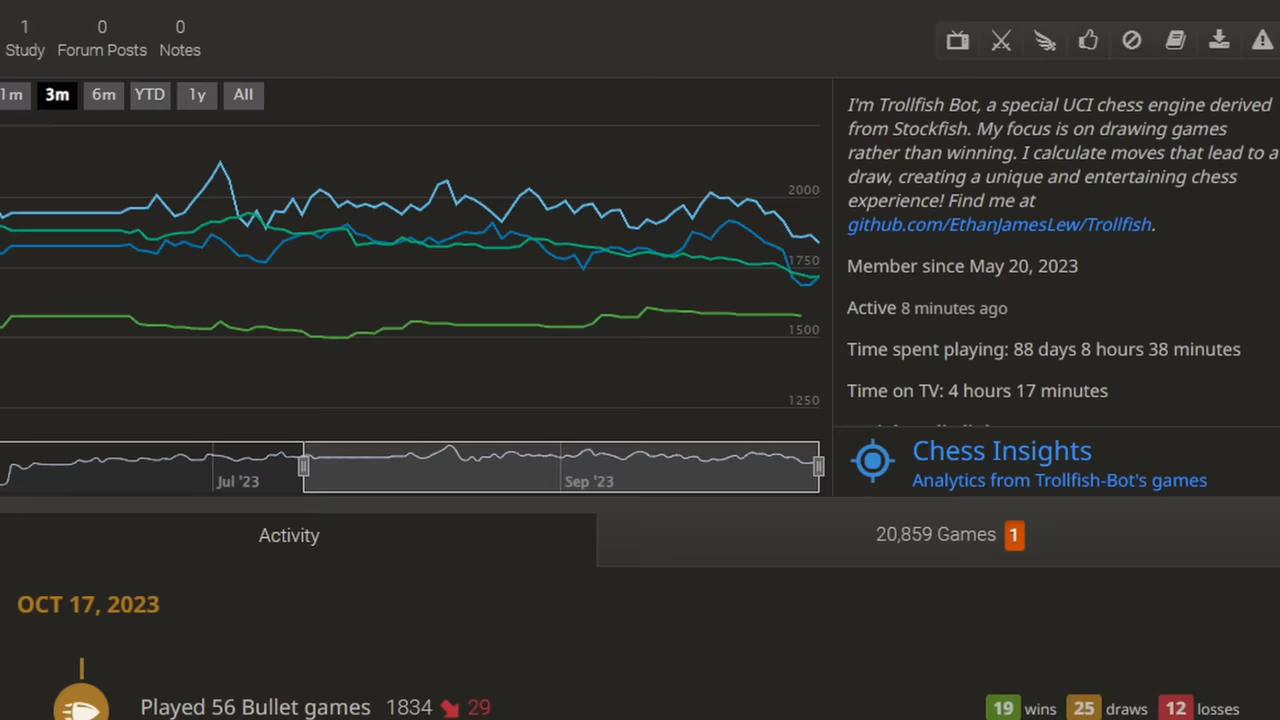 1 0 0
Study Forum Posts Notes
1m 3m 6m YTD 1y All
I'm Trollfish Bot, a special UCI chess engine derived
from Stockfish. My focus is on drawing games
rather than winning. I calculate moves that lead to a
draw, creating a unique and entertaining chess
experience! Find me at
github.com/EthanJamesLew/Trollfish.
Member since May 20, 2023
Active 8 minutes ago
Time spent playing: 88 days 8 hours 38 minutes
Time on TV: 4 hours 17 minutes
2000
1750
1500
1250
Jul '23 Sep '23
Chess Insights
Analytics from Trollfish-Bot's games
Activity
20,859 Games 1
OCT 17, 2023
Played 56 Bullet games 1834 29
19 wins 25 draws 12 losses